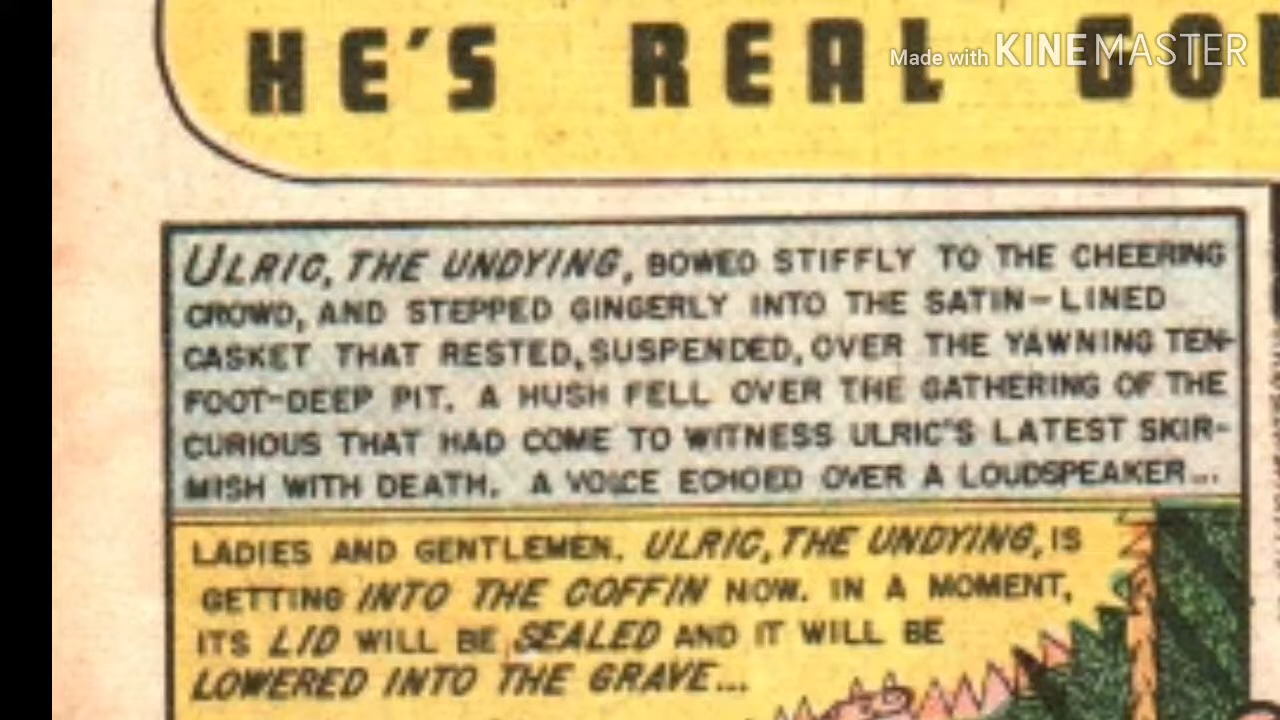 HE'S REAL
Made with KINEMASTER
ULRIC, THE UNDYING, BOWED STIFFLY TO THE CHEERING
CROWD, AND STEPPED GINGERLY INTO THE SATIN-LINED
CASKET THAT RESTED, SUSPENDED, OVER THE YAWNING TEN-
FOOT-DEEP PIT. A HUSH FELL OVER THE GATHERING OF THE
CURIOUS THAT HAD COME TO WITNESS ULRIC'S LATEST SKIR-
MISH WITH DEATH. A VOICE ECHOED OVER A LOUDSPEAKER...
LADIES AND GENTLEMEN. ULRIC, THE UNDYING, IS
GETTING INTO THE COFFIN NOW. IN A MOMENT,
ITS LID WILL BE SEALED AND IT WILL BE
LOWERED INTO THE GRAVE...